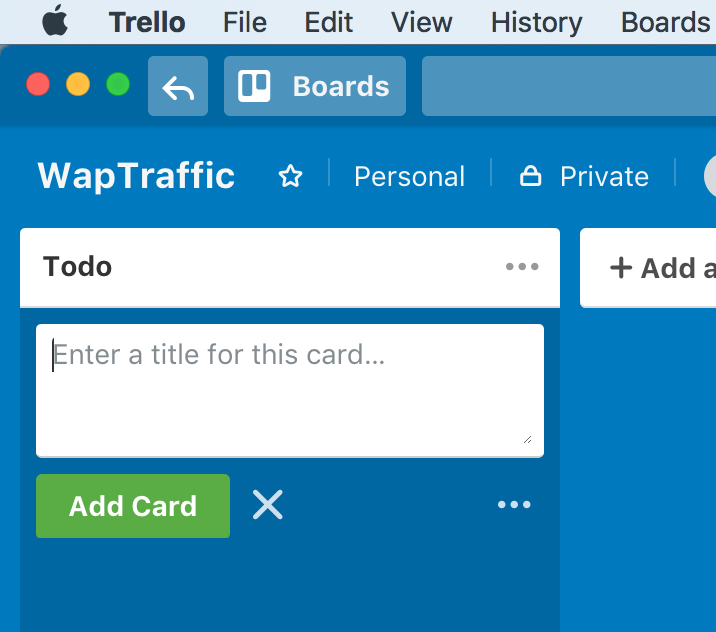 Trello File Edit View History Boards
Boards
WapTraffic Personal Private
Todo
+ Add a
Enter a title for this card...
Add Card